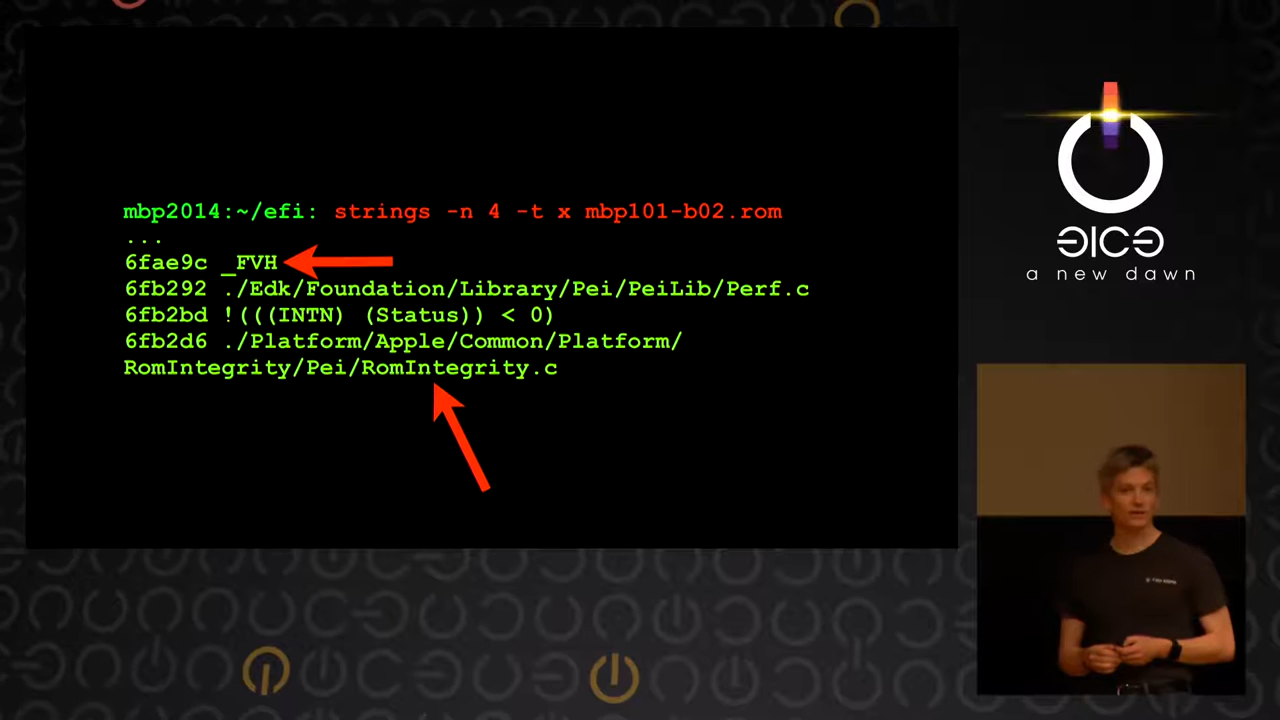 mbp2014:~/efi: strings -n 4 -t x mbp101-b02.rom
...
6fae9c _FVH
6fb292 ./Edk/Foundation/Library/Pei/PeiLib/Perf.c
6fb2bd !(((INTN) (Status)) < 0)
6fb2d6 ./Platform/Apple/Common/Platform/
RomIntegrity/Pei/RomIntegrity.c
a new dawn